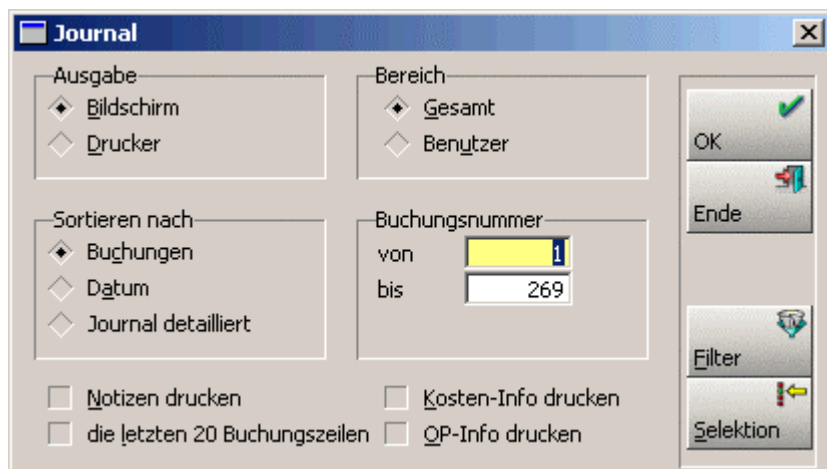 Journal
Ausgabe
Bildschirm
Drucker
Bereich
Gesamt
Benutzer
OK
Ende
Sortieren nach
Buchungen
Datum
Journal detailliert
Buchungsnummer
von 1
bis 269
Filter
Selektion
Notizen drucken
die letzten 20 Buchungszeilen
Kosten-Info drucken
OP-Info drucken